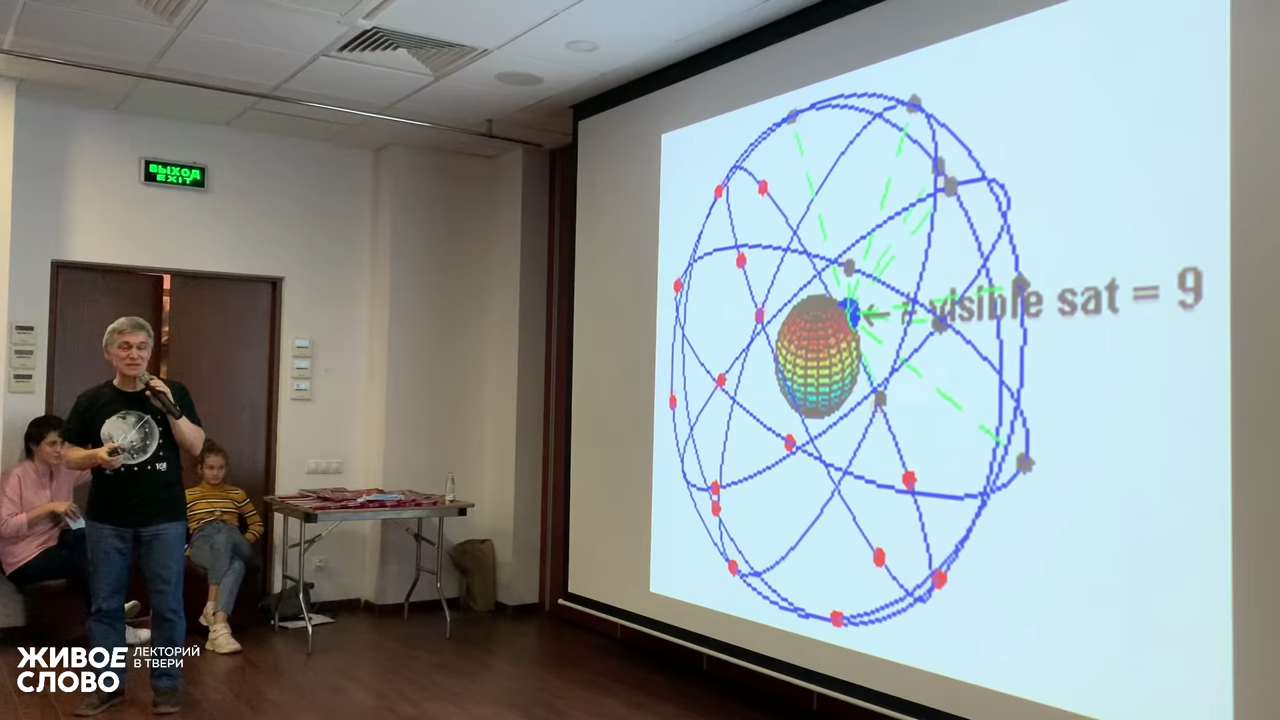 ВЫХОД
EXIT
visible sat = 9
ЖИВОЕ
СЛОВО
ЛЕКТОРИЙ
В ТВЕРИ